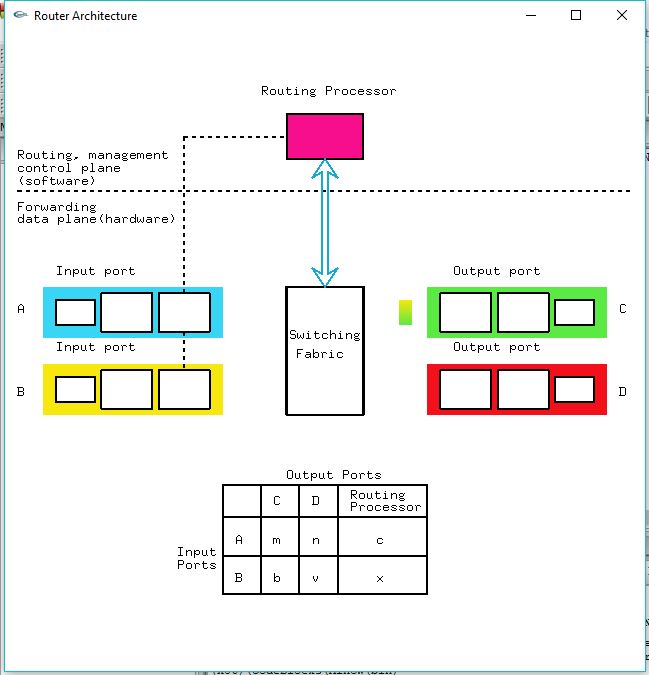 Router Architecture
Routing Processor
Routing, management
control plane
(software)
Forwarding
data plane(hardware)
Input port
Output port
A
C
Switching
Fabric
Input port
Output port
B
D
Output Ports
C D Routing
Processor
Input
Ports
A m n c
B b v x